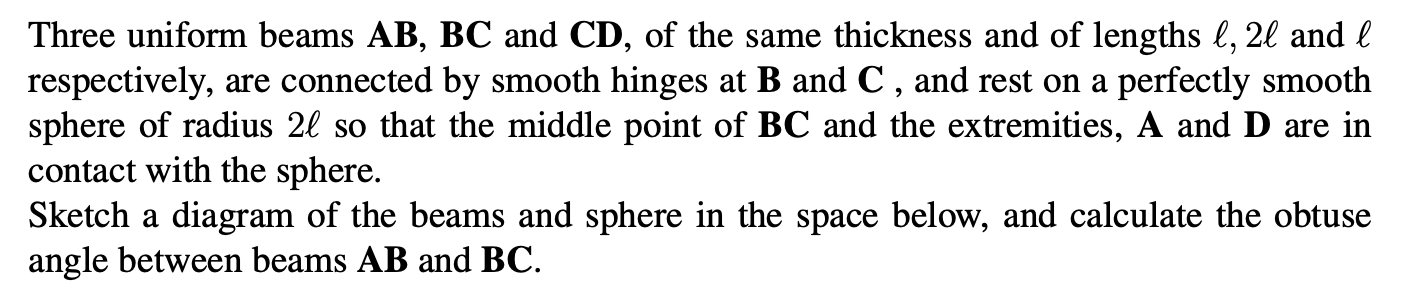 Three uniform beams AB, BC and CD, of the same thickness and of lengths ℓ, 2ℓ and ℓ
respectively, are connected by smooth hinges at B and C , and rest on a perfectly smooth
sphere of radius 2ℓ so that the middle point of BC and the extremities, A and D are in
contact with the sphere.
Sketch a diagram of the beams and sphere in the space below, and calculate the obtuse
angle between beams AB and BC.